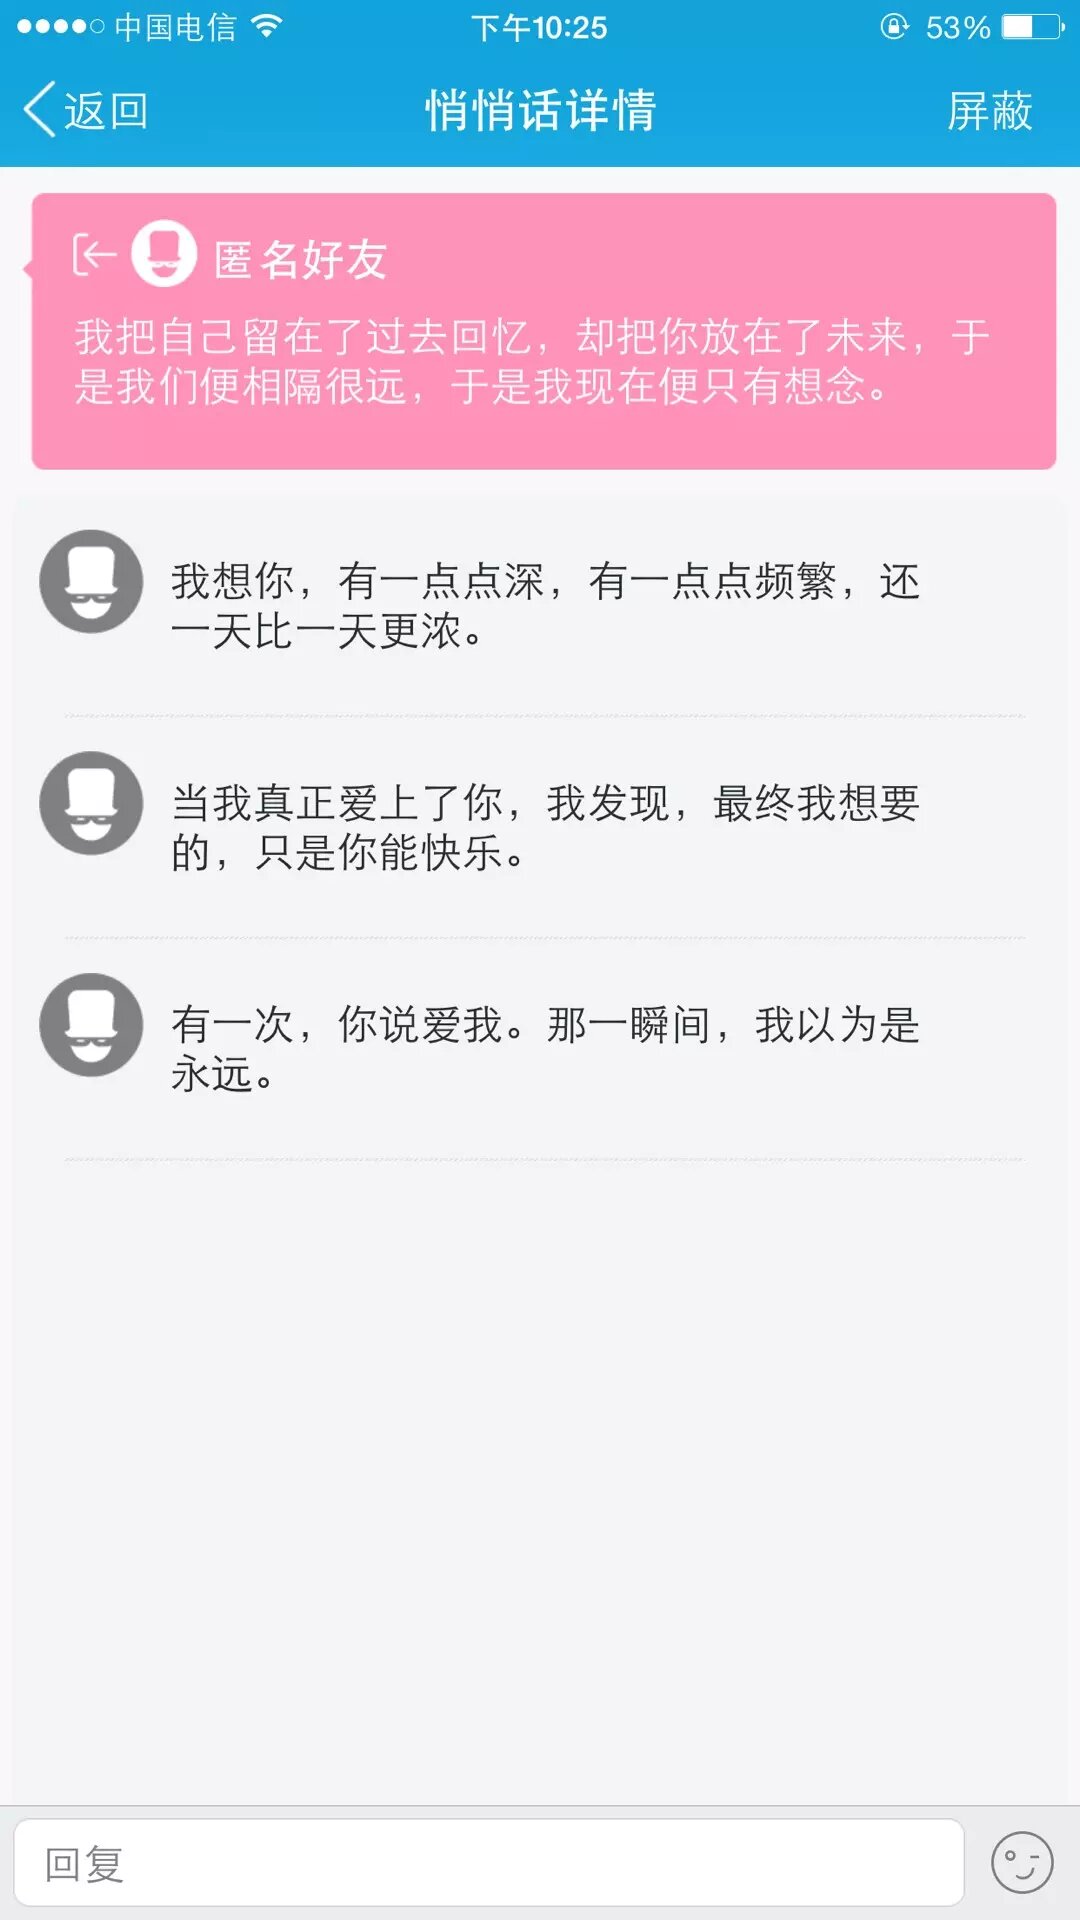 中国电信 下午10:25 53%
返回 悄悄话详情 屏蔽
匿名好友
我把自己留在了过去回忆，却把你放在了未来，于
是我们便相隔很远，于是我现在便只有想念。
我想你，有一点点深，有一点点频繁，还
一天比一天更浓。
当我真正爱上了你，我发现，最终我想要
的，只是你能快乐。
有一次，你说爱我。那一瞬间，我以为是
永远。
回复